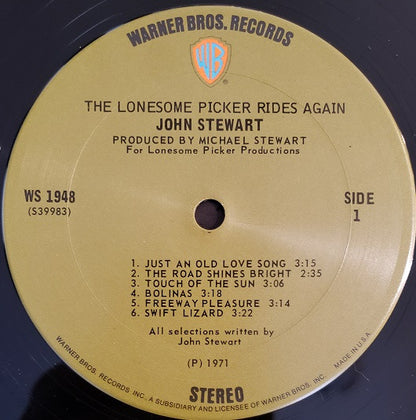 WARNER BROS. RECORDS
WB
®
THE LONESOME PICKER RIDES AGAIN
JOHN STEWART
PRODUCED BY MICHAEL STEWART
For Lonesome Picker Productions
WS 1948
(S39983)
SIDE
1
1. JUST AN OLD LOVE SONG 3:15
2. THE ROAD SHINES BRIGHT 2:35
3. TOUCH OF THE SUN 3:06
4. BOLINAS 3:18
5. FREEWAY PLEASURE 3:14
6. SWIFT LIZARD 3:22
All selections written by
John Stewart
(P) 1971
STEREO
WARNER BROS. RECORDS INC. A SUBSIDIARY AND LICENSEE OF WARNER BROS. INC. MADE IN U.S.A.